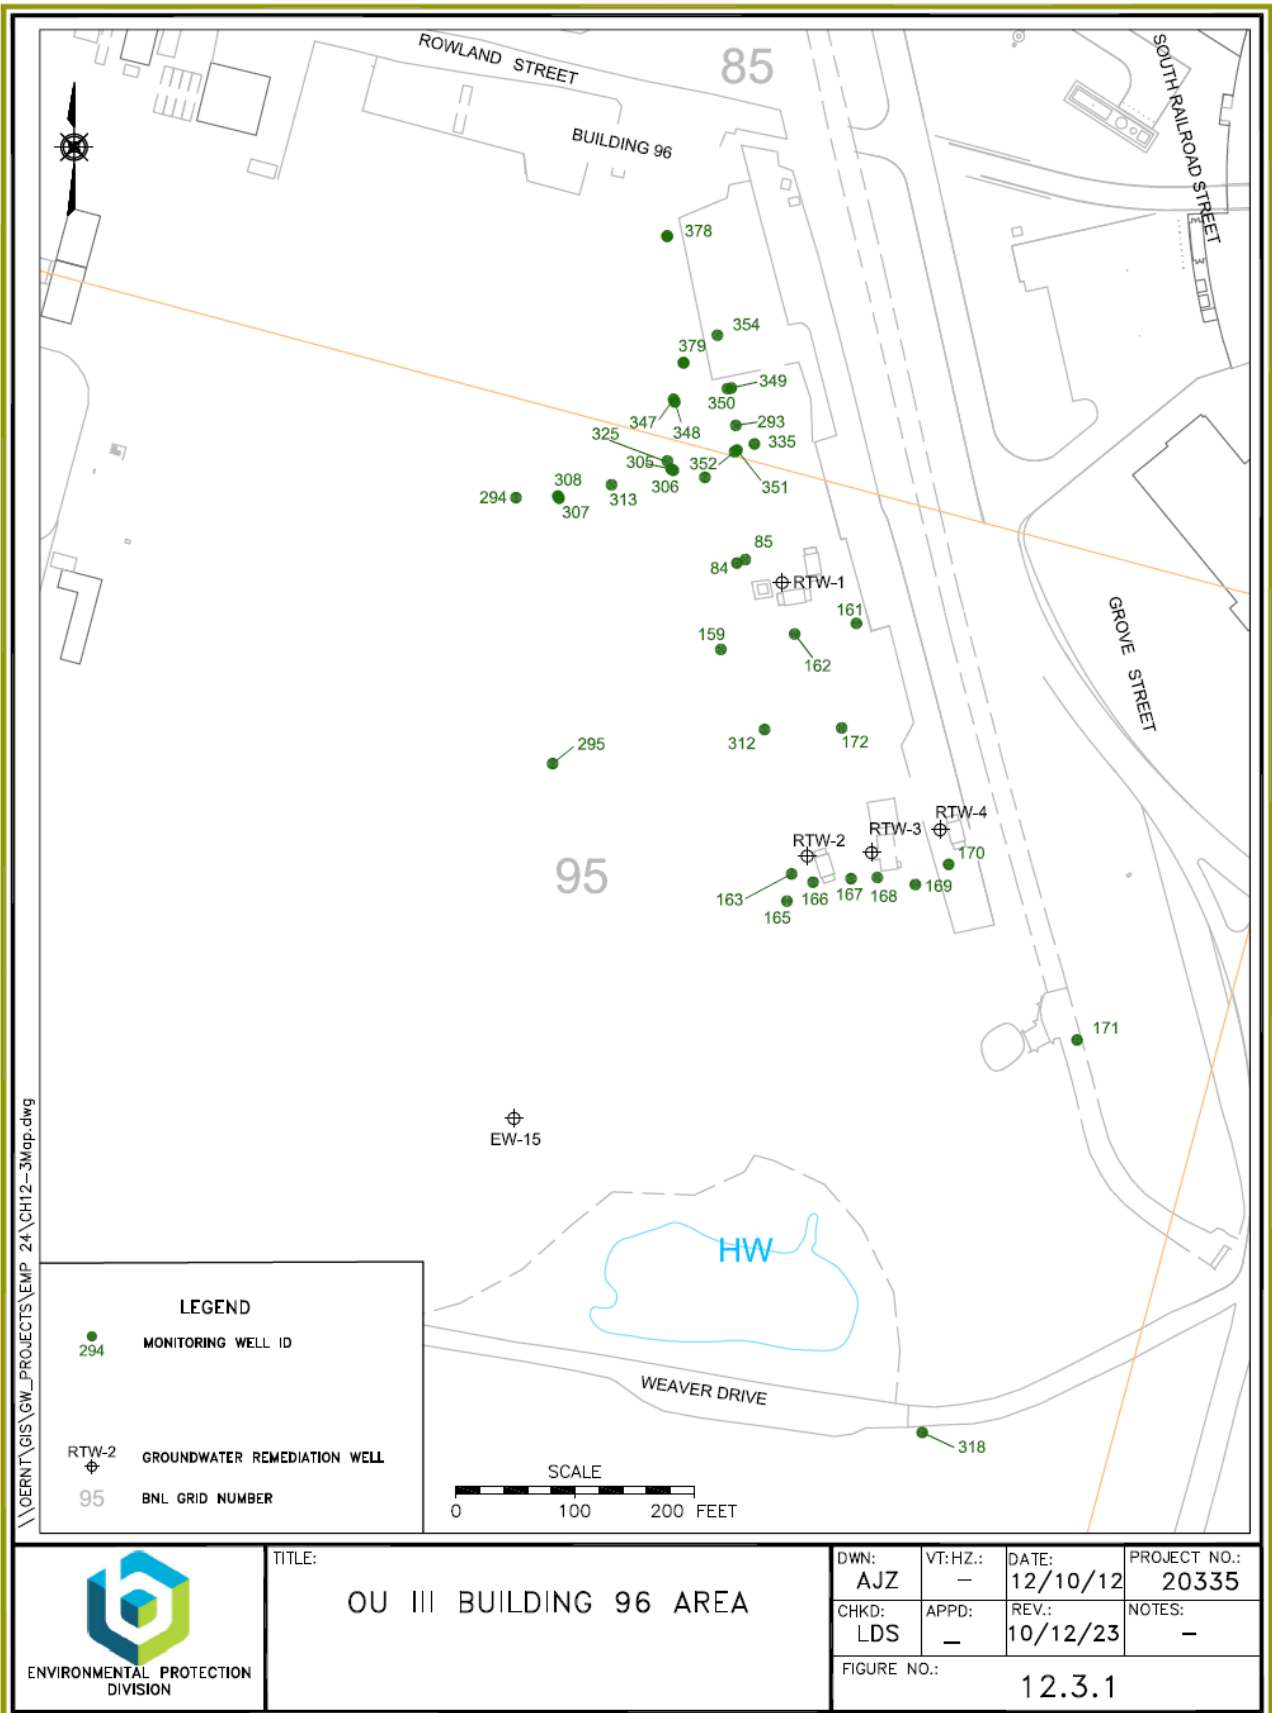 ROWLAND STREET
85
SOUTH RAILROAD STREET
BUILDING 96
378
354
379
349
350
347
348
293
325
335
305
352
306
351
308
294
313
307
85
84
RTW-1
161
159
162
GROVE STREET
312
172
295
RTW-4
RTW-3
RTW-2
170
95
163
166
167
168
169
165
171
EW-15
HW
WEAVER DRIVE
318
\\OERNT\GIS\GW_PROJECTS\EMP 24\CH12-3Map.dwg
LEGEND
294
MONITORING WELL ID
RTW-2
GROUNDWATER REMEDIATION WELL
95
BNL GRID NUMBER
SCALE
0 100 200 FEET
ENVIRONMENTAL PROTECTION
DIVISION
TITLE:
OU III BUILDING 96 AREA
DWN:
AJZ
VT:HZ.:
–
DATE:
12/10/12
PROJECT NO.:
20335
CHKD:
LDS
APPD:
–
REV.:
10/12/23
NOTES:
–
FIGURE NO.:
12.3.1